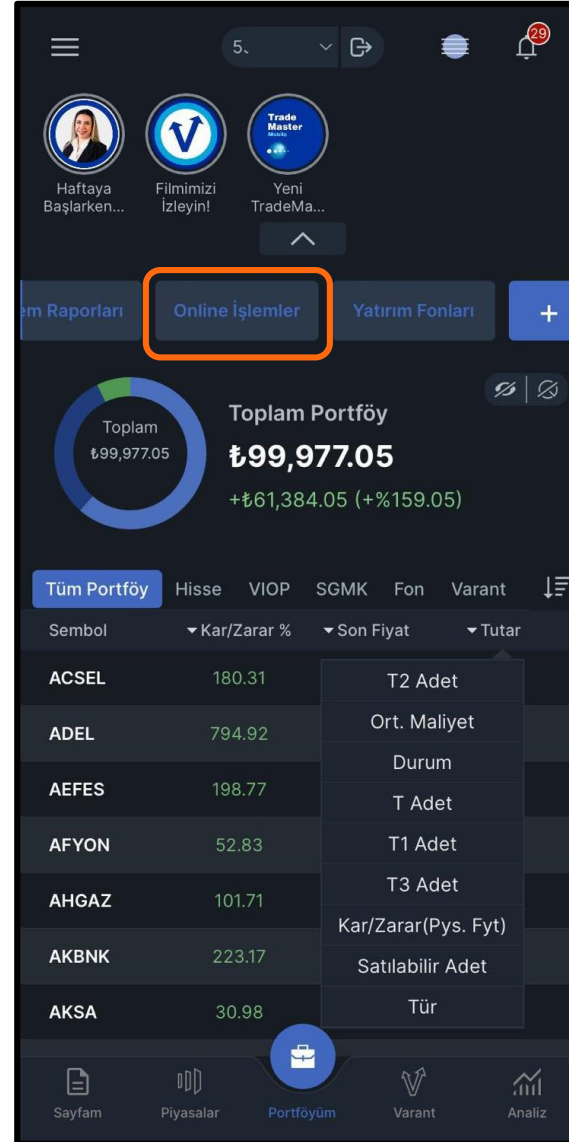 5、
29
Trade
Master
Mobile
Haftaya
Başlarken...
Filmimizi
İzleyin!
Yeni
TradeMa...
em Raporları
Online İşlemler
Yatırım Fonları
+
Toplam
₺99,977.05
Toplam Portföy
₺99,977.05
+₺61,384.05 (+%159.05)
Tüm Portföy Hisse VIOP SGMK Fon Varant
Sembol Kar/Zarar % Son Fiyat Tutar
ACSEL 180.31
ADEL 794.92
AEFES 198.77
AFYON 52.83
AHGAZ 101.71
AKBNK 223.17
AKSA 30.98
T2 Adet
Ort. Maliyet
Durum
T Adet
T1 Adet
T3 Adet
Kar/Zarar(Pys. Fyt)
Satılabilir Adet
Tür
Sayfam Piyasalar Portföyüm Varant Analiz